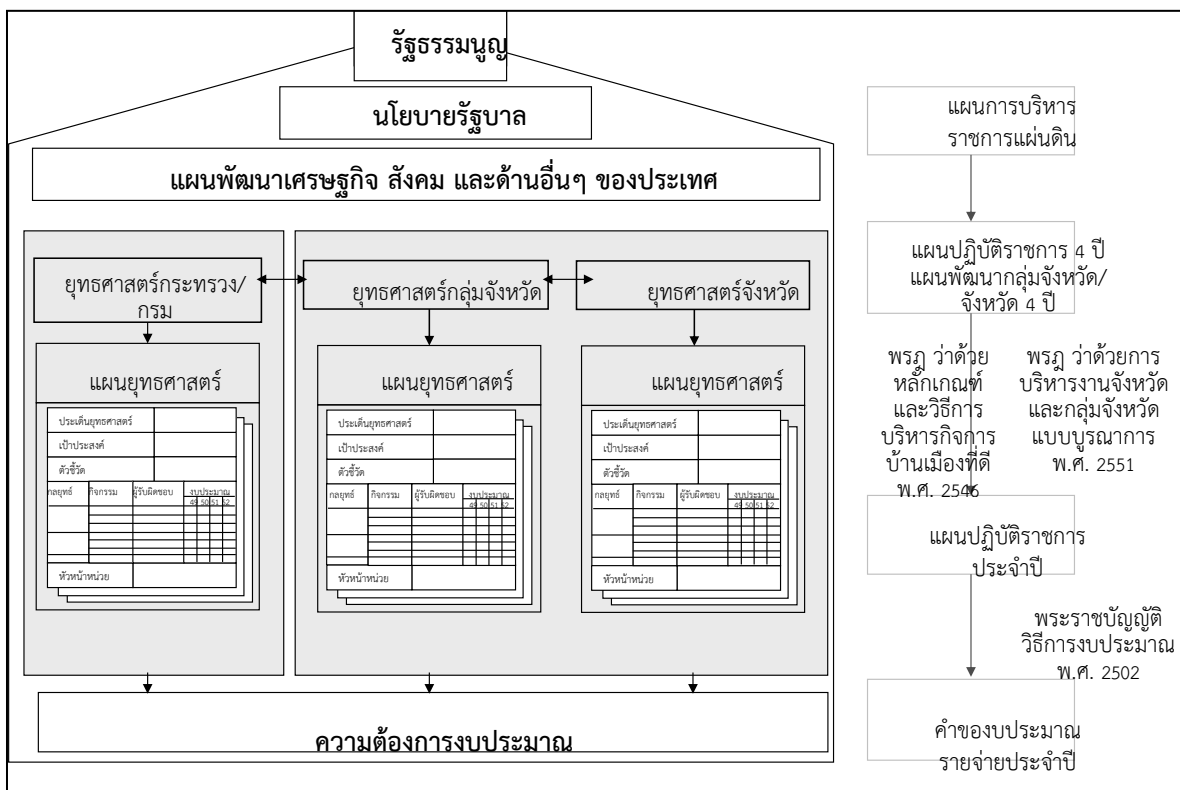 รัฐธรรมนูญ
นโยบายรัฐบาล
แผนพัฒนาเศรษฐกิจ สังคม และด้านอื่นๆ ของประเทศ
ยุทธศาสตร์กระทรวง/
กรม
ยุทธศาสตร์กลุ่มจังหวัด
ยุทธศาสตร์จังหวัด
แผนยุทธศาสตร์
ประเด็นยุทธศาสตร์
เป้าประสงค์
ตัวชี้วัด
กลยุทธ์ กิจกรรม ผู้รับผิดชอบ งบประมาณ
49 50 51 52
หัวหน้าหน่วย
แผนยุทธศาสตร์
ประเด็นยุทธศาสตร์
เป้าประสงค์
ตัวชี้วัด
กลยุทธ์ กิจกรรม ผู้รับผิดชอบ งบประมาณ
49 50 51 52
หัวหน้าหน่วย
แผนยุทธศาสตร์
ประเด็นยุทธศาสตร์
เป้าประสงค์
ตัวชี้วัด
กลยุทธ์ กิจกรรม ผู้รับผิดชอบ งบประมาณ
49 50 51 52
หัวหน้าหน่วย
ความต้องการงบประมาณ
แผนการบริหาร
ราชการแผ่นดิน
แผนปฏิบัติราชการ 4 ปี
แผนพัฒนากลุ่มจังหวัด/
จังหวัด 4 ปี
พรฎ ว่าด้วย
หลักเกณฑ์
และวิธีการ
บริหารกิจการ
บ้านเมืองที่ดี
พ.ศ. 2546
พรฎ ว่าด้วยการ
บริหารงานจังหวัด
และกลุ่มจังหวัด
แบบบูรณาการ
พ.ศ. 2551
แผนปฏิบัติราชการ
ประจำปี
พระราชบัญญัติ
วิธีการงบประมาณ
พ.ศ. 2502
คำของบประมาณ
รายจ่ายประจำปี